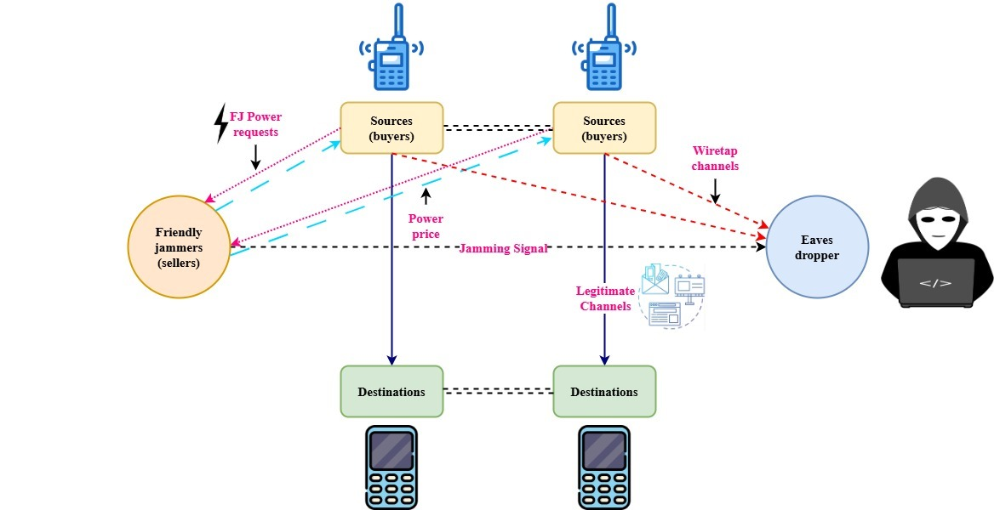 Sources
(buyers)
Sources
(buyers)
FJ Power
requests
Wiretap
channels
Friendly
jammers
(sellers)
Power
price
Jamming Signal
Eaves
dropper
</>
Legitimate
Channels
Destinations
Destinations